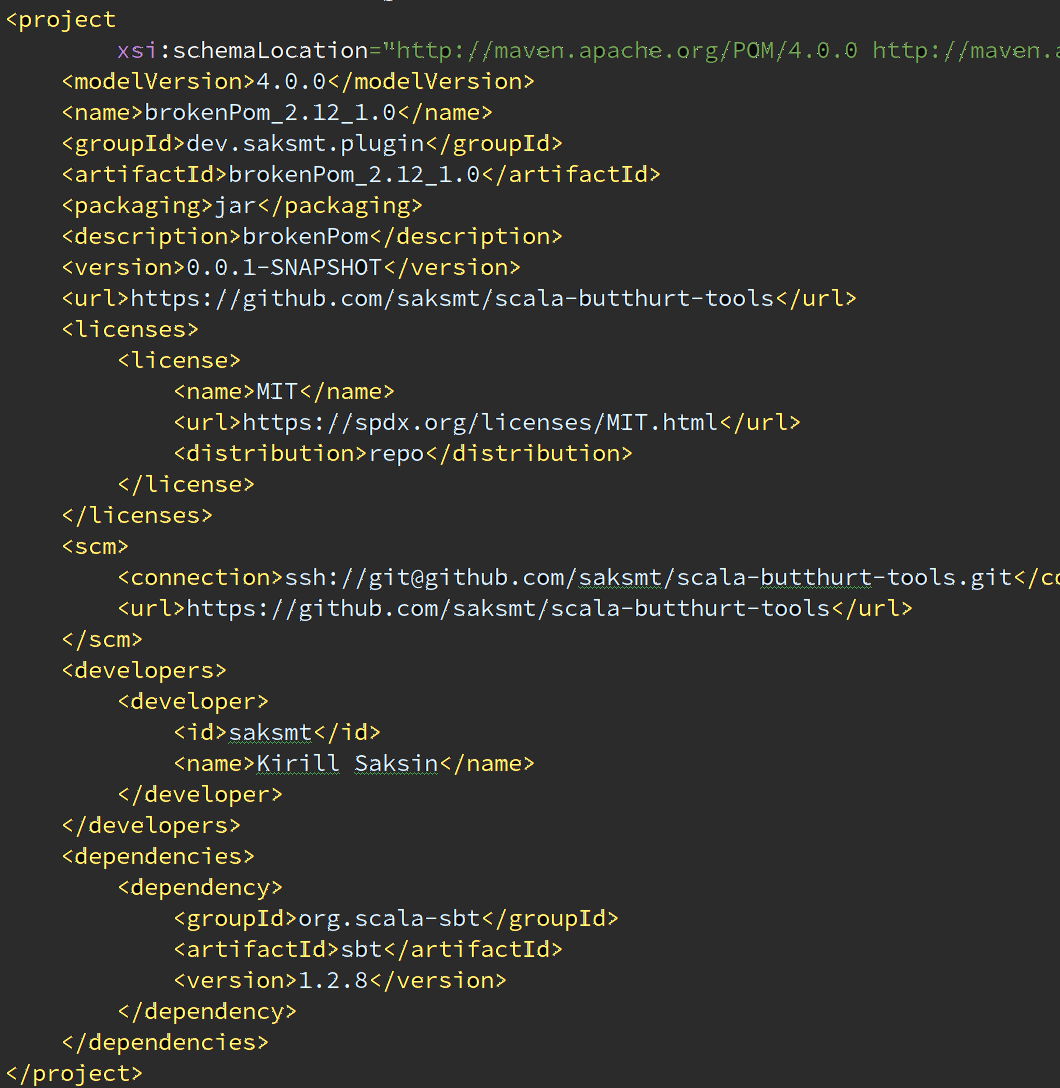 <project
xsi:schemaLocation="http://maven.apache.org/POM/4.0.0 http://maven.
<modelVersion>4.0.0</modelVersion>
<name>brokenPom_2.12_1.0</name>
<groupId>dev.saksmt.plugin</groupId>
<artifactId>brokenPom_2.12_1.0</artifactId>
<packaging>jar</packaging>
<description>brokenPom</description>
<version>0.0.1-SNAPSHOT</version>
<url>https://github.com/saksmt/scala-butthurt-tools</url>
<licenses>
<license>
<name>MIT</name>
<url>https://spdx.org/licenses/MIT.html</url>
<distribution>repo</distribution>
</license>
</licenses>
<scm>
<connection>ssh://git@github.com/saksmt/scala-butthurt-tools.git</co
<url>https://github.com/saksmt/scala-butthurt-tools</url>
</scm>
<developers>
<developer>
<id>saksmt</id>
<name>Kirill Saksin</name>
</developer>
</developers>
<dependencies>
<dependency>
<groupId>org.scala-sbt</groupId>
<artifactId>sbt</artifactId>
<version>1.2.8</version>
</dependency>
</dependencies>
</project>